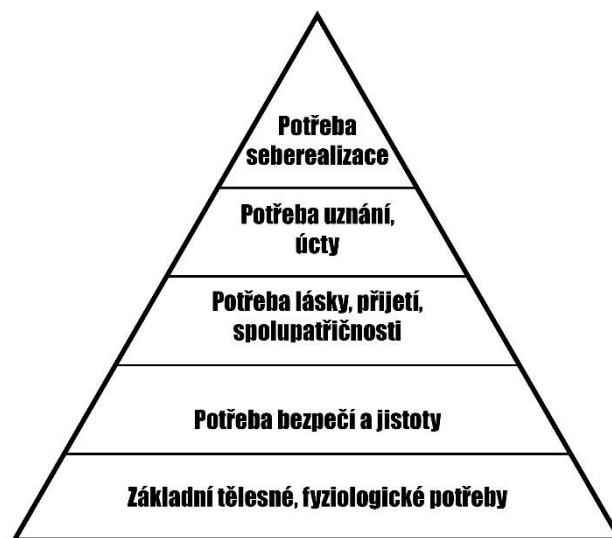 Potřeba
seberealizace
Potřeba uznání,
úcty
Potřeba lásky, přijetí,
spolupatřičnosti
Potřeba bezpečí a jistoty
Základní tělesné, fyziologické potřeby